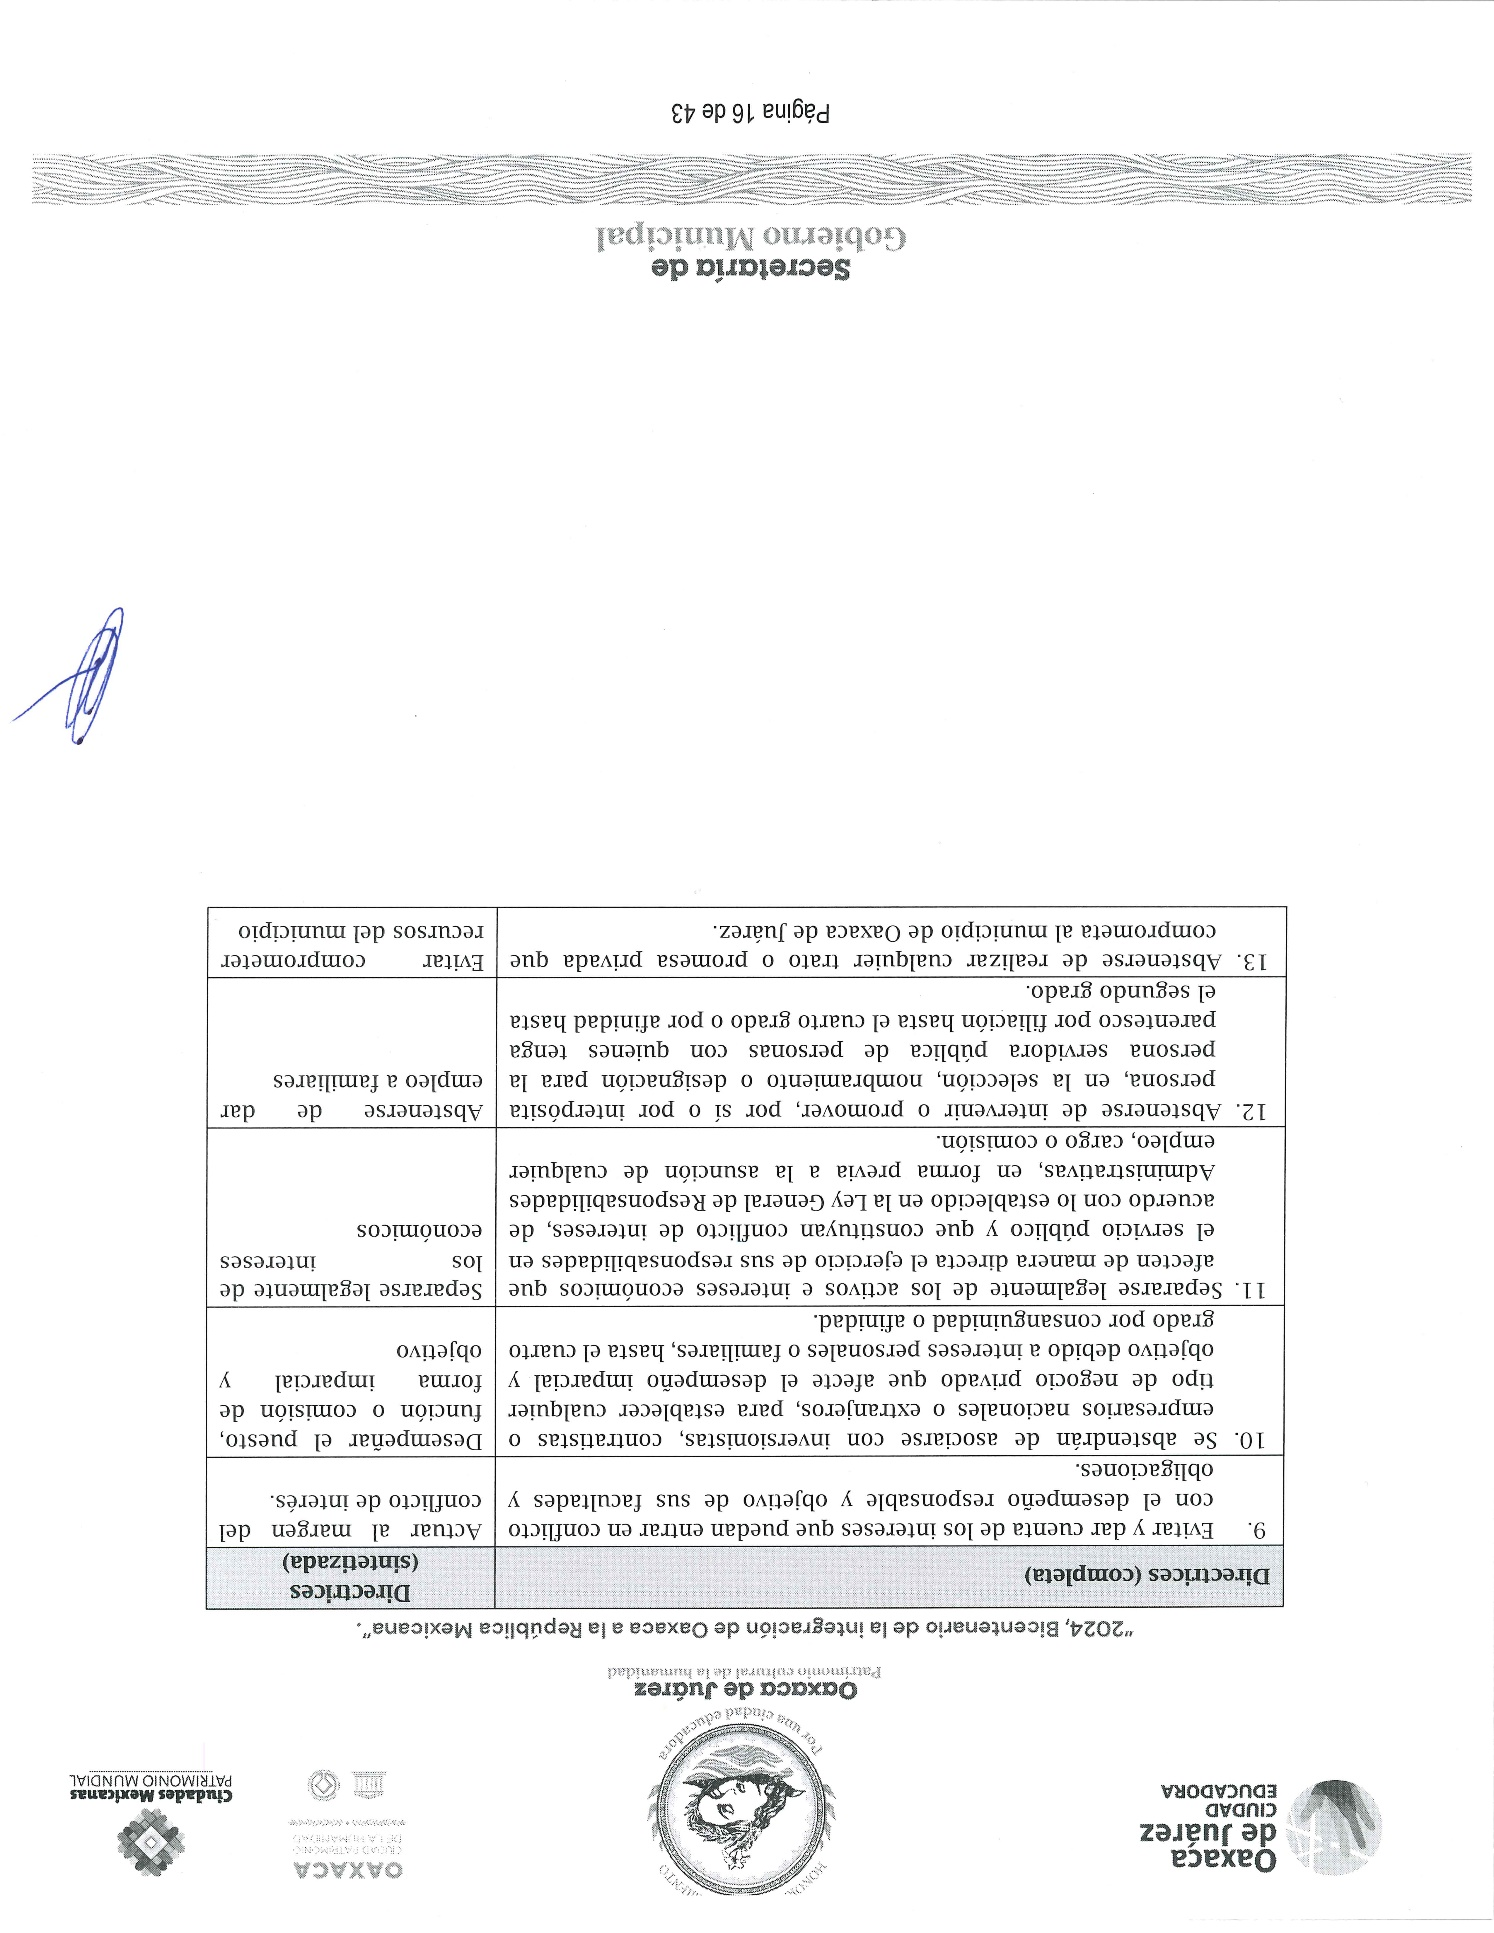 Oaxaca
de Juárez
CIUDAD
EDUCADORA
Por una ciudad educadora
Oaxaca de Juárez
Patrimonio cultural de la humanidad
OAXACA
CIUDAD PATRIMONIO
DE LA HUMANIDAD
Ciudades Mexicanas
PATRIMONIO MUNDIAL
"2024, Bicentenario de la integración de Oaxaca a la República Mexicana".
Directrices (completa)
Directrices
(sintetizada)
9. Evitar y dar cuenta de los intereses que puedan entrar en conflicto
con el desempeño responsable y objetivo de sus facultades y
obligaciones.
Actuar al margen del
conflicto de interés.
10. Se abstendrán de asociarse con inversionistas, contratistas o
empresarios nacionales o extranjeros, para establecer cualquier
tipo de negocio privado que afecte el desempeño imparcial y
objetivo debido a intereses personales o familiares, hasta el cuarto
grado por consanguinidad o afinidad.
Desempeñar el puesto,
función o comisión de
forma imparcial y
objetivo
11. Separarse legalmente de los activos e intereses económicos que
afecten de manera directa el ejercicio de sus responsabilidades en
el servicio público y que constituyan conflicto de intereses, de
acuerdo con lo establecido en la Ley General de Responsabilidades
Administrativas, en forma previa a la asunción de cualquier
empleo, cargo o comisión.
Separarse legalmente de
los intereses
económicos
12. Abstenerse de intervenir o promover, por sí o por interpósita
persona, en la selección, nombramiento o designación para la
persona servidora pública de personas con quienes tenga
parentesco por filiación hasta el cuarto grado o por afinidad hasta
el segundo grado.
Abstenerse de dar
empleo a familiares
13. Abstenerse de realizar cualquier trato o promesa privada que
comprometa al municipio de Oaxaca de Juárez.
Evitar comprometer
recursos del municipio
Secretaría de
Gobierno Municipal
Página 16 de 43